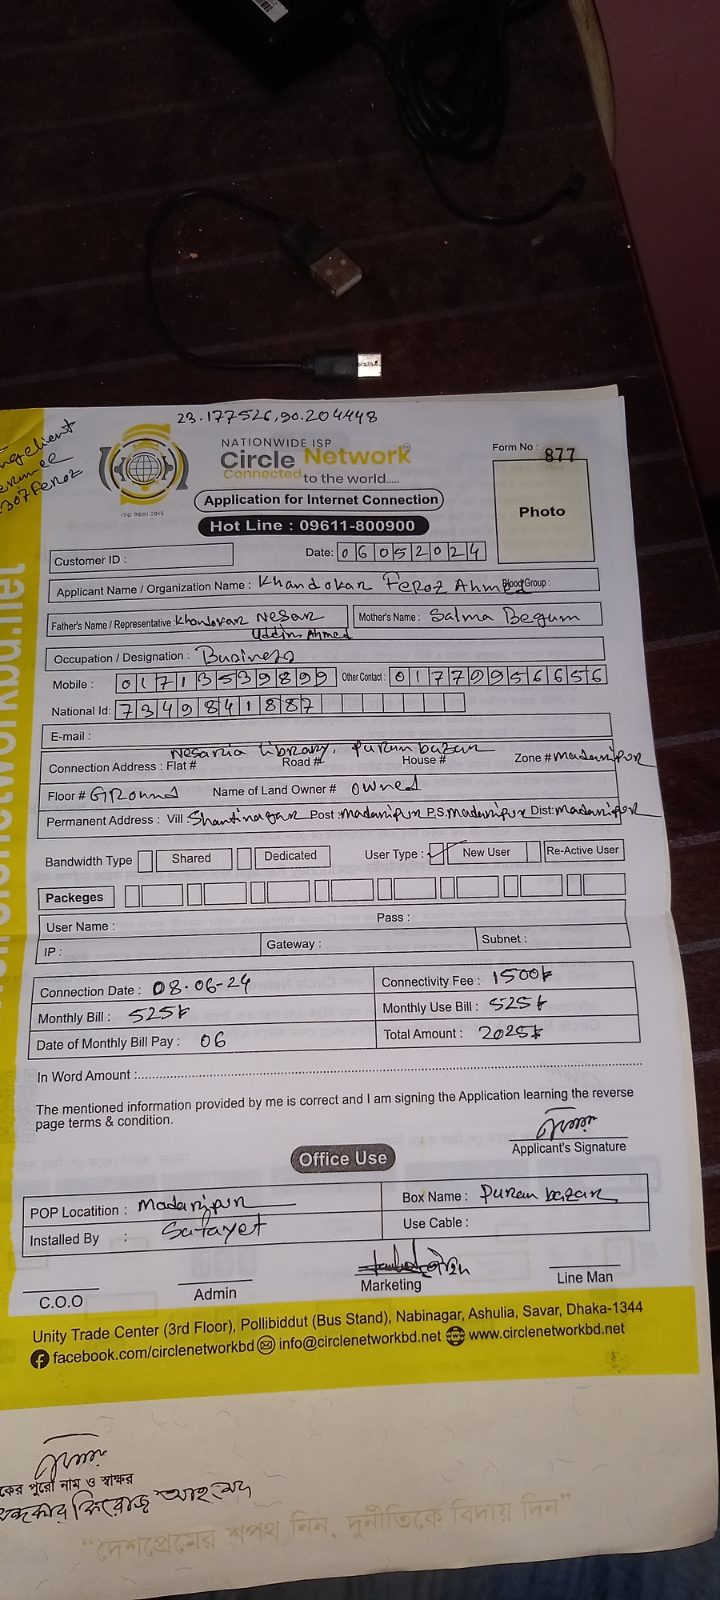 23.177526,90.204448
NATIONWIDE ISP
Circle Network
Connected to the world.....
ISO 9001:2015
Form No : 877
Application for Internet Connection
Photo
Hot Line : 09611-800900
Customer ID :
Date: 06052024
Applicant Name / Organization Name : Khandokar Feroz Ahmed Blood Group:
Father's Name / Representative Khandokar Nesar Uddin Ahmed
Mother's Name : Salma Begum
Occupation / Designation : Business
Mobile : 01713539899 Other Contact : 01770956656
National Id: 7349841887
E-mail :
Nesaria Library, Puran bazar
Connection Address : Flat # Road # House # Zone # Madaripur
Floor # Ground Name of Land Owner # owned
Permanent Address : Vill: Shantinagar Post: Madaripur P.S. Madaripur Dist: Madaripur
Bandwidth Type Shared Dedicated User Type : New User Re-Active User
Packeges
User Name : Pass :
IP : Gateway : Subnet :
Connection Date : 08-06-24 Connectivity Fee : 1500৳
Monthly Bill : 525৳ Monthly Use Bill : 525৳
Date of Monthly Bill Pay : 06 Total Amount : 2025৳
In Word Amount :
The mentioned information provided by me is correct and I am signing the Application learning the reverse
page terms & condition.
Applicant's Signature
Office Use
POP Locatition : Madaripur Box Name : Puran bazar
Installed By : Safayet Use Cable :
C.O.O Admin Marketing Line Man
Unity Trade Center (3rd Floor), Pollibiddut (Bus Stand), Nabinagar, Ashulia, Savar, Dhaka-1344
facebook.com/circlenetworkbd info@circlenetworkbd.net www.circlenetworkbd.net
পুরো নাম ও স্বাক্ষর
ফিরোজ আহমেদ
"দেশপ্রেমের শপথ নিন, দুর্নীতিকে বিদায় দিন"